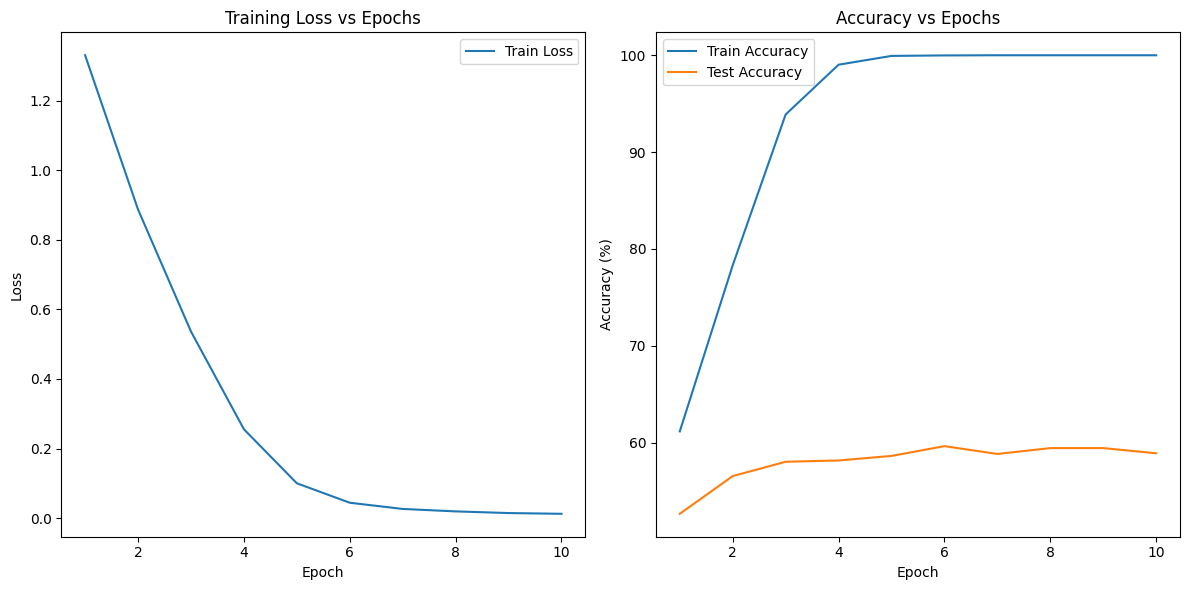 Training Loss vs Epochs
Train Loss
1.2
1.0
0.8
0.6
0.4
0.2
0.0
Loss
2 4 6 8 10
Epoch
Accuracy vs Epochs
Train Accuracy
Test Accuracy
100
90
80
70
60
Accuracy (%)
2 4 6 8 10
Epoch